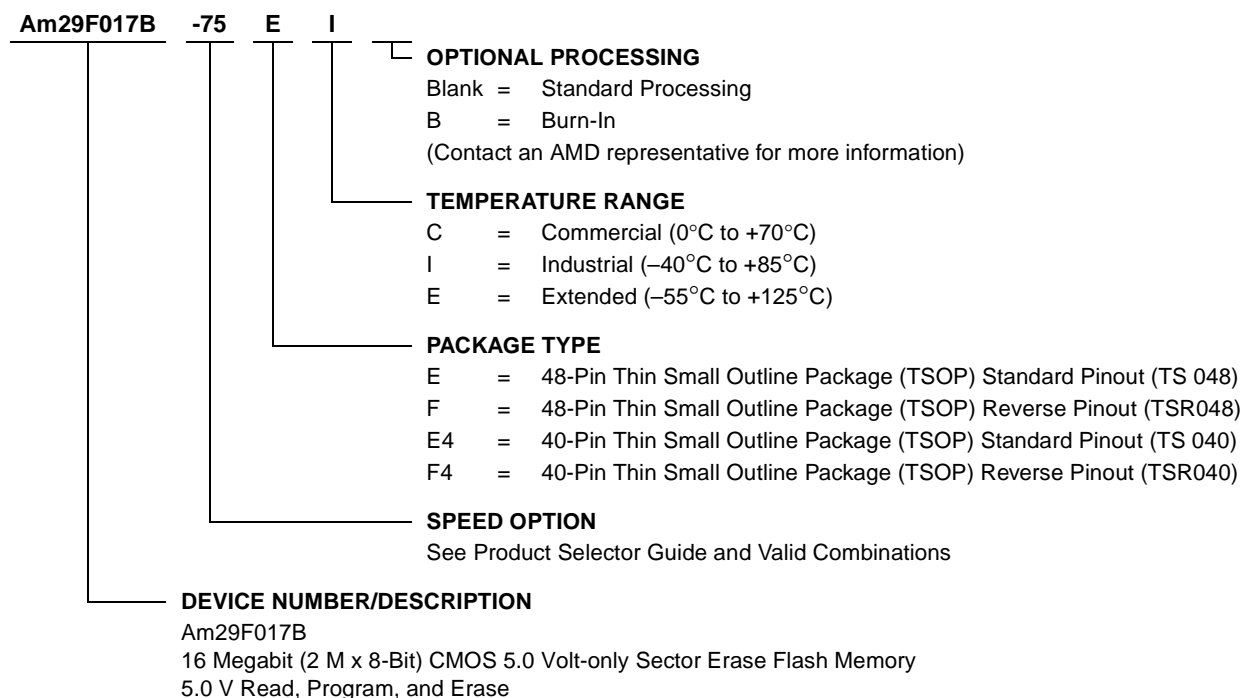 Am29F017B -75 E I
OPTIONAL PROCESSING
Blank = Standard Processing
B = Burn-In
(Contact an AMD representative for more information)
TEMPERATURE RANGE
C = Commercial (0°C to +70°C)
I = Industrial (–40°C to +85°C)
E = Extended (–55°C to +125°C)
PACKAGE TYPE
E = 48-Pin Thin Small Outline Package (TSOP) Standard Pinout (TS 048)
F = 48-Pin Thin Small Outline Package (TSOP) Reverse Pinout (TSR048)
E4 = 40-Pin Thin Small Outline Package (TSOP) Standard Pinout (TS 040)
F4 = 40-Pin Thin Small Outline Package (TSOP) Reverse Pinout (TSR040)
SPEED OPTION
See Product Selector Guide and Valid Combinations
DEVICE NUMBER/DESCRIPTION
Am29F017B
16 Megabit (2 M x 8-Bit) CMOS 5.0 Volt-only Sector Erase Flash Memory
5.0 V Read, Program, and Erase